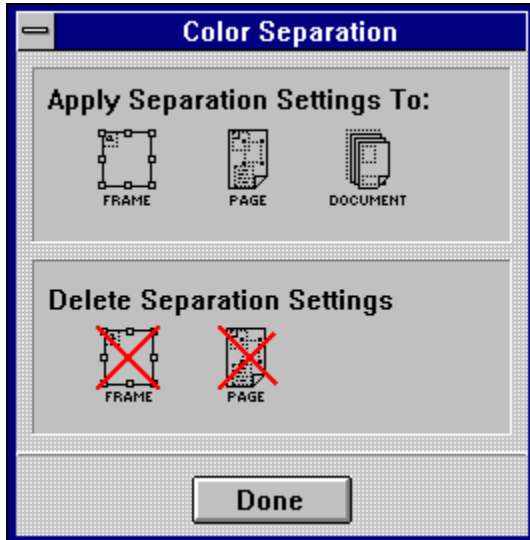 Color Separation
Apply Separation Settings To:
FRAME PAGE DOCUMENT
Delete Separation Settings
FRAME PAGE
Done